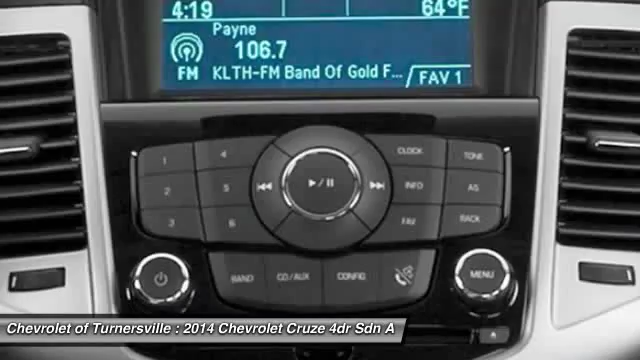 4:19 64°F
Payne
106.7
FM KLTH-FM Band Of Gold F... FAV 1
1 4 CLOCK TONE
2 5 INFO AS
3 6 FAV
BAND CD/AUX CONFIG MENU
Chevrolet of Turnersville : 2014 Chevrolet Cruze 4dr Sdn A